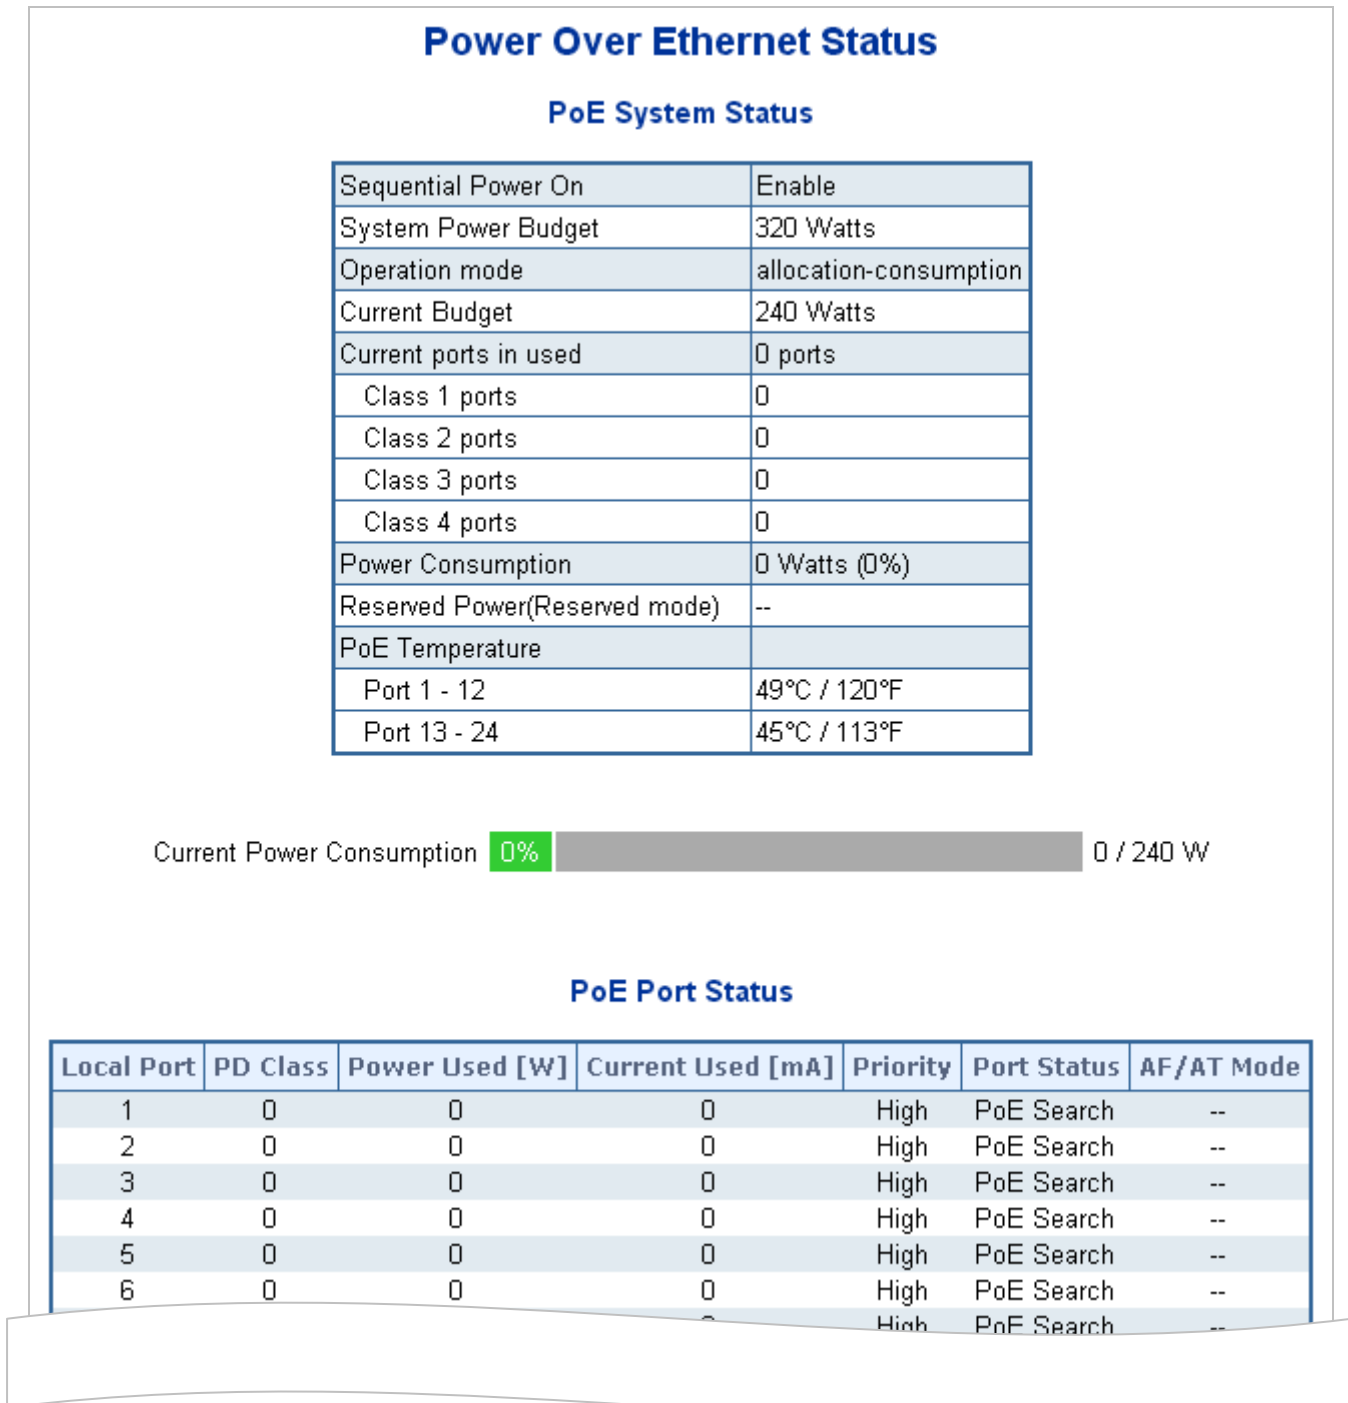 Power Over Ethernet Status
PoE System Status
Sequential Power On Enable
System Power Budget 320 Watts
Operation mode allocation-consumption
Current Budget 240 Watts
Current ports in used 0 ports
Class 1 ports 0
Class 2 ports 0
Class 3 ports 0
Class 4 ports 0
Power Consumption 0 Watts (0%)
Reserved Power(Reserved mode) --
PoE Temperature
Port 1 - 12 49°C / 120°F
Port 13 - 24 45°C / 113°F
Current Power Consumption 0% 0 / 240 W
PoE Port Status
Local Port PD Class Power Used [W] Current Used [mA] Priority Port Status AF/AT Mode
1 0 0 0 High PoE Search --
2 0 0 0 High PoE Search --
3 0 0 0 High PoE Search --
4 0 0 0 High PoE Search --
5 0 0 0 High PoE Search --
6 0 0 0 High PoE Search --
High PoE Search --